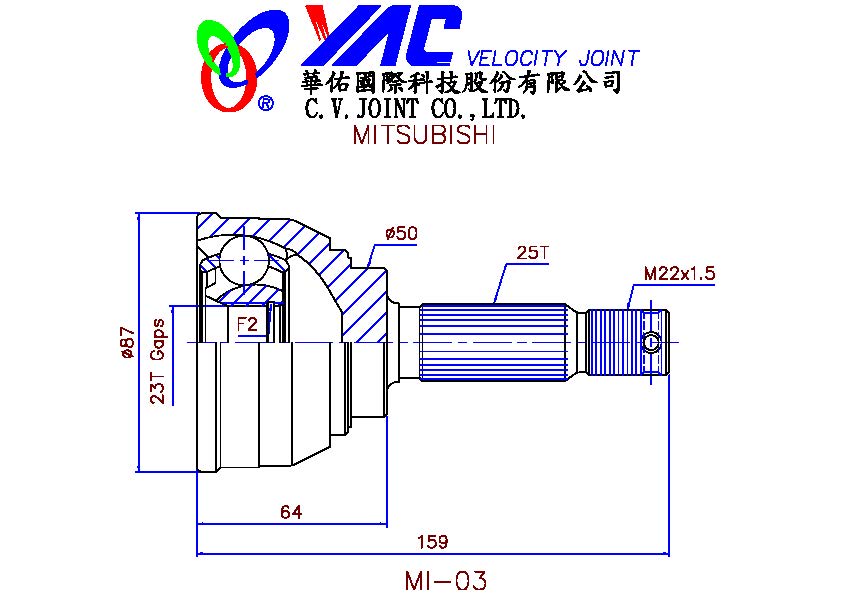 YAC VELOCITY JOINT
華佑國際科技股份有限公司
®
C.V.JOINT CO.,LTD.
MITSUBISHI
ø50
25T
M22x1.5
F2
ø87
23T Gaps
64
159
MI-03